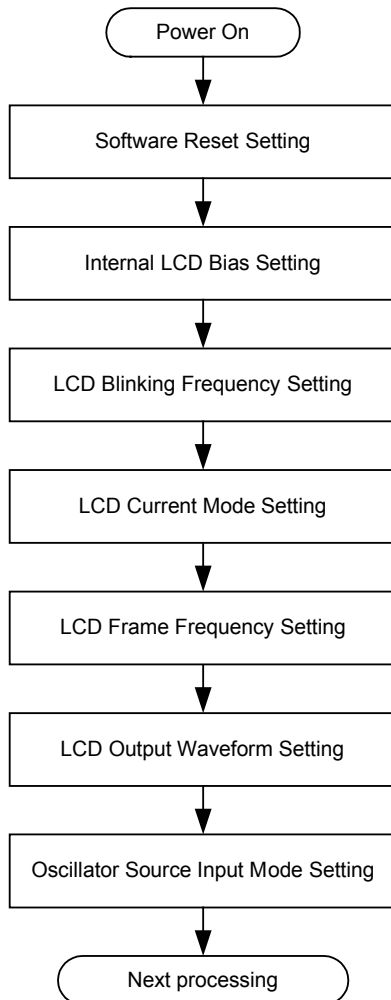 Power On
Software Reset Setting
Internal LCD Bias Setting
LCD Blinking Frequency Setting
LCD Current Mode Setting
LCD Frame Frequency Setting
LCD Output Waveform Setting
Oscillator Source Input Mode Setting
Next processing